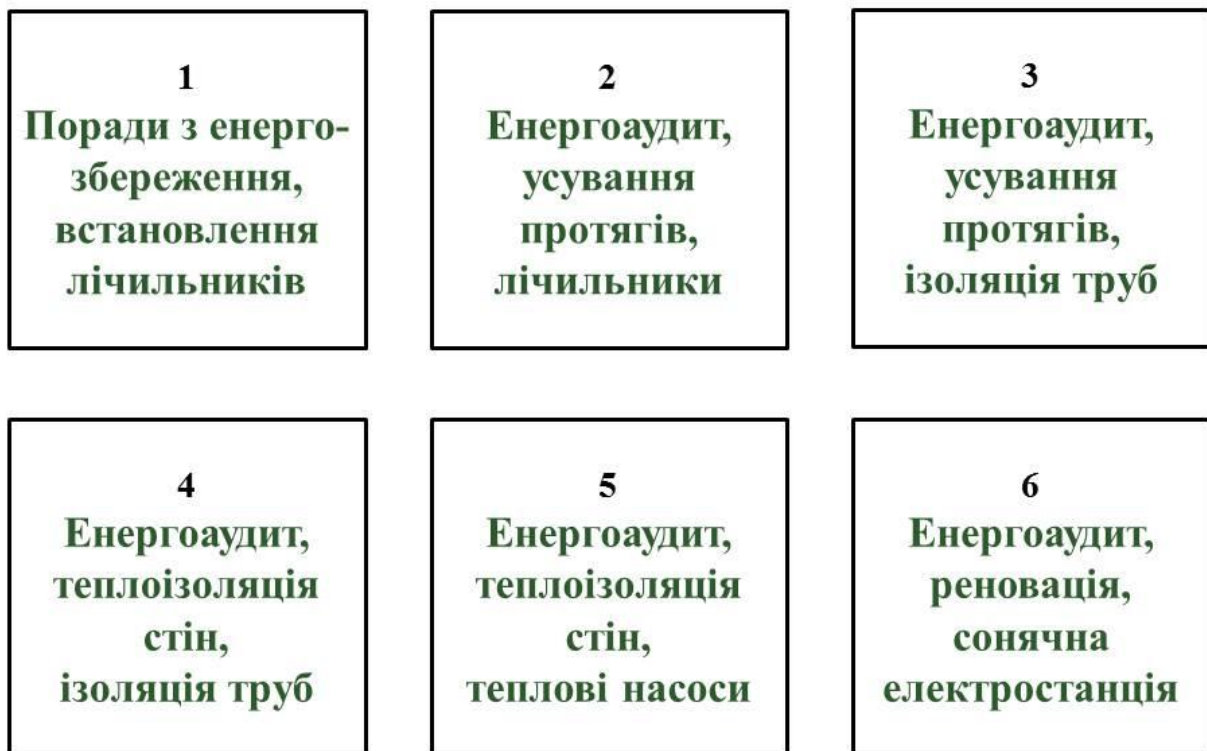 1
Поради з енерго-
збереження,
встановлення
лічильників
2
Енергоаудит,
усування
протягів,
лічильники
3
Енергоаудит,
усування
протягів,
ізоляція труб
4
Енергоаудит,
теплоізоляція
стін,
ізоляція труб
5
Енергоаудит,
теплоізоляція
стін,
теплові насоси
6
Енергоаудит,
реновація,
сонячна
електростанція